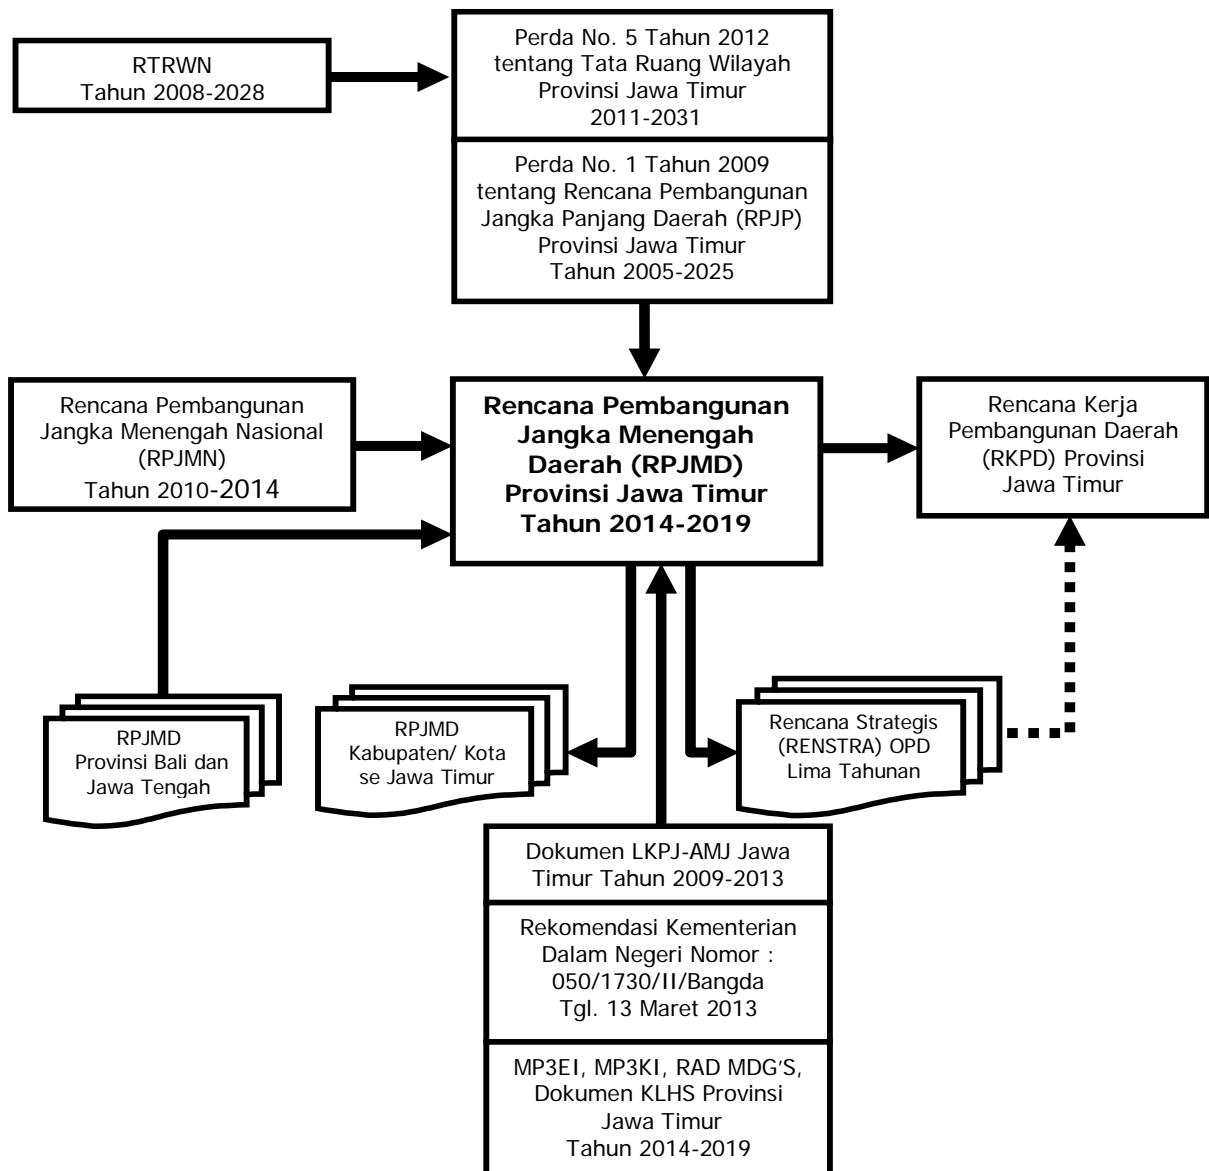 RTRWN
Tahun 2008-2028
Perda No. 5 Tahun 2012
tentang Tata Ruang Wilayah
Provinsi Jawa Timur
2011-2031
Perda No. 1 Tahun 2009
tentang Rencana Pembangunan
Jangka Panjang Daerah (RPJP)
Provinsi Jawa Timur
Tahun 2005-2025
Rencana Pembangunan
Jangka Menengah Nasional
(RPJMN)
Tahun 2010-2014
Rencana Pembangunan
Jangka Menengah
Daerah (RPJMD)
Provinsi Jawa Timur
Tahun 2014-2019
Rencana Kerja
Pembangunan Daerah
(RKPD) Provinsi
Jawa Timur
RPJMD
Provinsi Bali dan
Jawa Tengah
RPJMD
Kabupaten/ Kota
se Jawa Timur
Rencana Strategis
(RENSTRA) OPD
Lima Tahunan
Dokumen LKPJ-AMJ Jawa
Timur Tahun 2009-2013
Rekomendasi Kementerian
Dalam Negeri Nomor :
050/1730/II/Bangda
Tgl. 13 Maret 2013
MP3EI, MP3KI, RAD MDG'S,
Dokumen KLHS Provinsi
Jawa Timur
Tahun 2014-2019